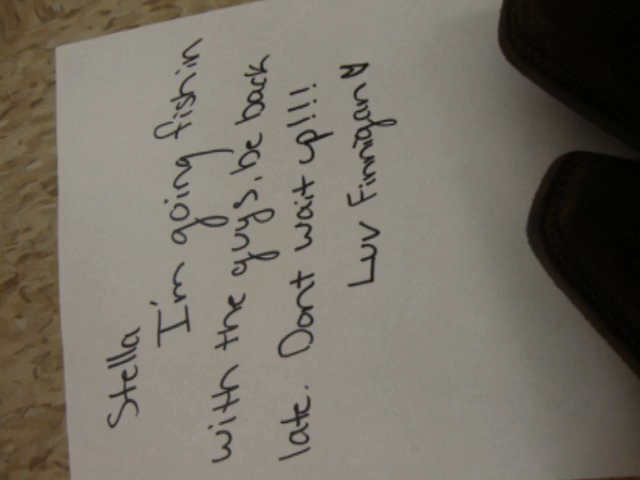 Stella
I'm going fishin
with the guys, be back
late. Dont wait up!!!
Luv Finnigan